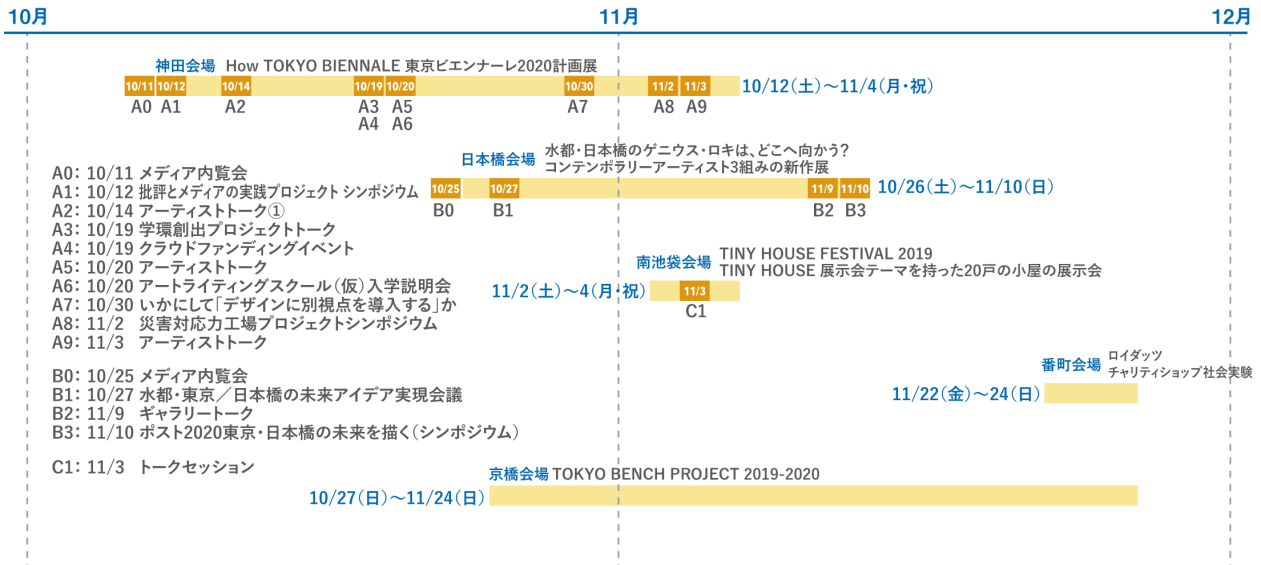 10月 11月 12月
神田会場 How TOKYO BIENNALE 東京ビエンナーレ2020計画展
10/11 10/12 10/14 10/19 10/20 10/30 11/2 11/3 10/12(土)〜11/4(月・祝)
A0 A1 A2 A3 A5 A7 A8 A9
A4 A6
日本橋会場 水都・日本橋のゲニウス・ロキは、どこへ向かう?
コンテンポラリーアーティスト3組みの新作展
10/25 10/27 11/9 11/10 10/26(土)〜11/10(日)
B0 B1 B2 B3
A0: 10/11 メディア内覧会
A1: 10/12 批評とメディアの実践プロジェクト シンポジウム
A2: 10/14 アーティストトーク①
A3: 10/19 学環創出プロジェクトトーク
A4: 10/19 クラウドファンディングイベント
A5: 10/20 アーティストトーク
A6: 10/20 アートライティングスクール(仮)入学説明会
A7: 10/30 いかにして「デザインに別視点を導入する」か
A8: 11/2 災害対応力工場プロジェクトシンポジウム
A9: 11/3 アーティストトーク
南池袋会場 TINY HOUSE FESTIVAL 2019
TINY HOUSE 展示会テーマを持った20戸の小屋の展示会
11/2(土)〜4(月・祝) 11/3
C1
B0: 10/25 メディア内覧会
B1: 10/27 水都・東京/日本橋の未来アイデア実現会議
B2: 11/9 ギャラリートーク
B3: 11/10 ポスト2020東京・日本橋の未来を描く(シンポジウム)
番町会場 ロイダッツ
チャリティショップ社会実験
11/22(金)〜24(日)
C1: 11/3 トークセッション
京橋会場 TOKYO BENCH PROJECT 2019-2020
10/27(日)〜11/24(日)